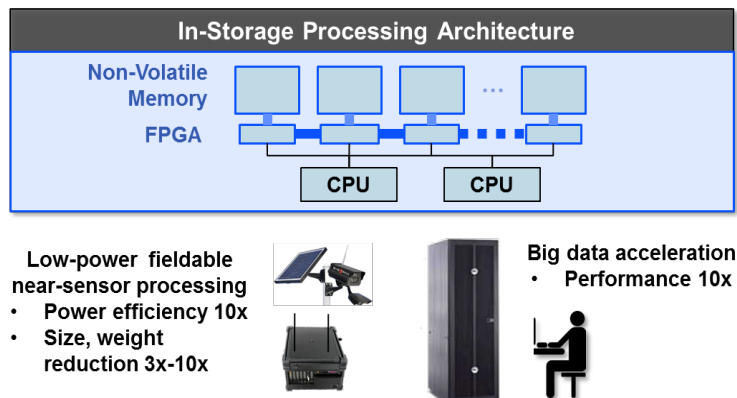 In-Storage Processing Architecture
Non-Volatile
Memory
...
FPGA
CPU
CPU
Low-power fieldable
near-sensor processing
• Power efficiency 10x
• Size, weight
reduction 3x-10x
Big data acceleration
• Performance 10x